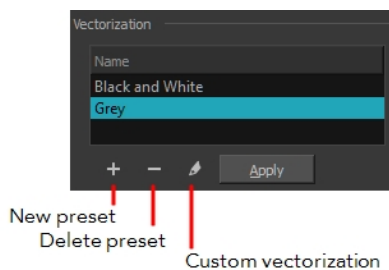 Vectorization
Name
Black and White
Grey
Apply
New preset
Delete preset
Custom vectorization